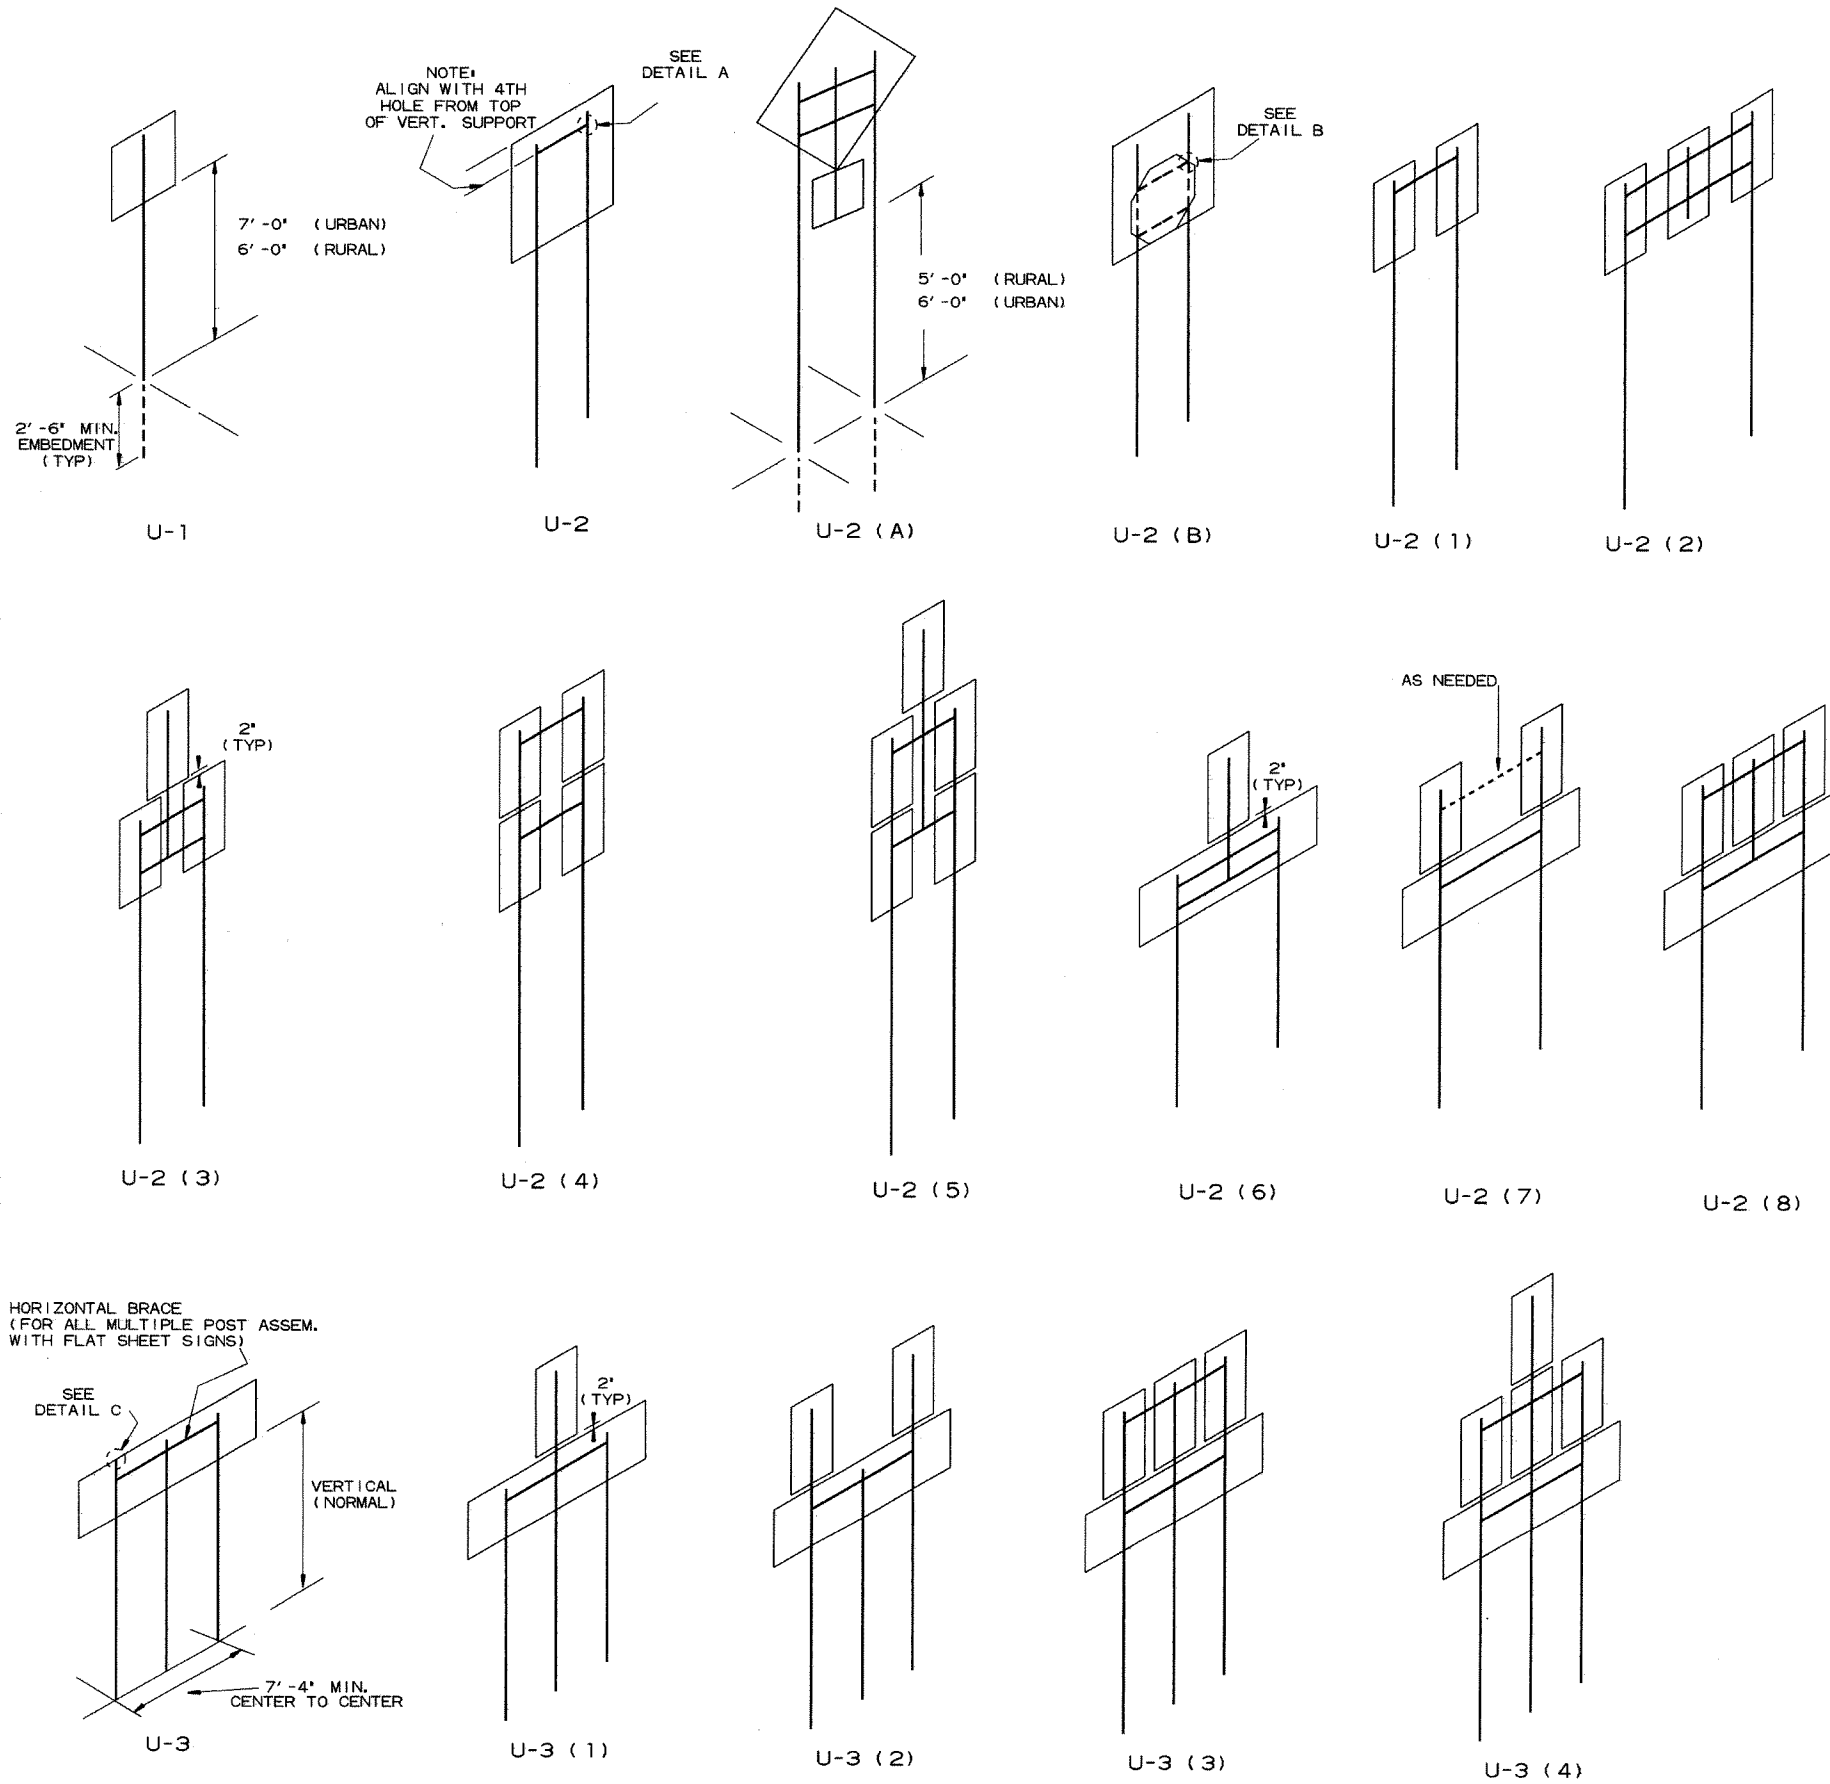 NOTE:
ALIGN WITH 4TH
HOLE FROM TOP
OF VERT. SUPPORT
SEE
DETAIL A
SEE
DETAIL B
7'-0" (URBAN)
6'-0" (RURAL)
5'-0" (RURAL)
6'-0" (URBAN)
2'-6" MIN.
EMBEDMENT
(TYP)
U-1
U-2
U-2 (A)
U-2 (B)
U-2 (1)
U-2 (2)
2"
(TYP)
2"
(TYP)
AS NEEDED
U-2 (3)
U-2 (4)
U-2 (5)
U-2 (6)
U-2 (7)
U-2 (8)
HORIZONTAL BRACE
(FOR ALL MULTIPLE POST ASSEM.
WITH FLAT SHEET SIGNS)
SEE
DETAIL C
VERTICAL
(NORMAL)
7'-4" MIN.
CENTER TO CENTER
2"
(TYP)
U-3
U-3 (1)
U-3 (2)
U-3 (3)
U-3 (4)